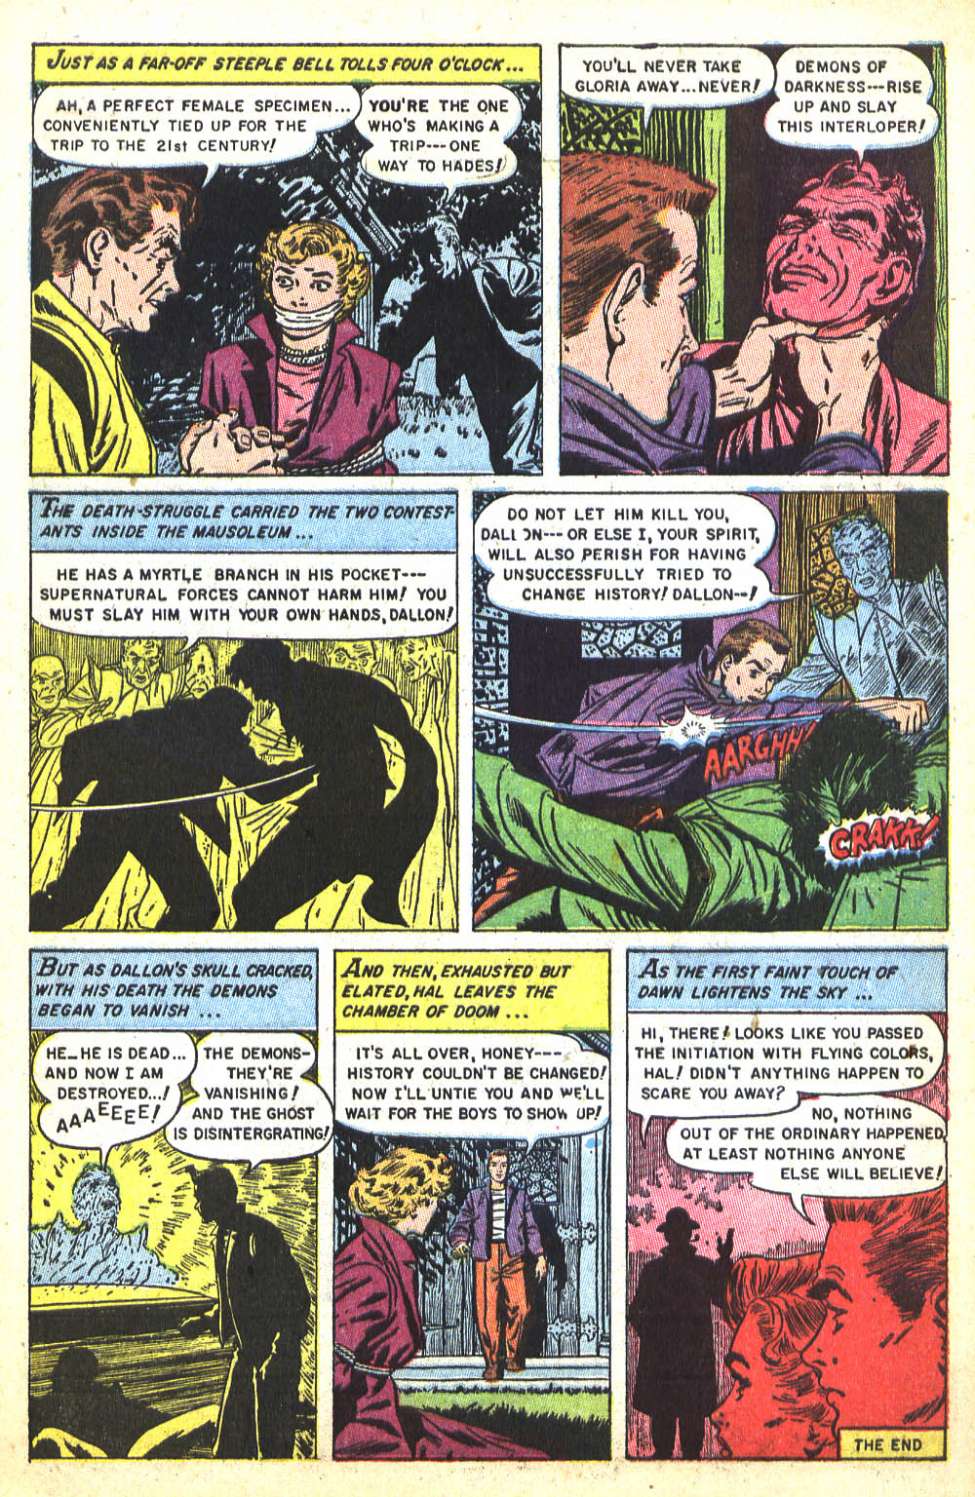 JUST AS A FAR-OFF STEEPLE BELL TOLLS FOUR O'CLOCK...
AH, A PERFECT FEMALE SPECIMEN...
CONVENIENTLY TIED UP FOR THE
TRIP TO THE 21st CENTURY!
YOU'RE THE ONE
WHO'S MAKING A
TRIP---ONE
WAY TO HADES!
YOU'LL NEVER TAKE
GLORIA AWAY...NEVER!
DEMONS OF
DARKNESS---RISE
UP AND SLAY
THIS INTERLOPER!
THE DEATH-STRUGGLE CARRIED THE TWO CONTEST-
ANTS INSIDE THE MAUSOLEUM...
HE HAS A MYRTLE BRANCH IN HIS POCKET---
SUPERNATURAL FORCES CANNOT HARM HIM! YOU
MUST SLAY HIM WITH YOUR OWN HANDS, DALLON!
DO NOT LET HIM KILL YOU,
DALLON---OR ELSE I, YOUR SPIRIT,
WILL ALSO PERISH FOR HAVING
UNSUCCESSFULLY TRIED TO
CHANGE HISTORY! DALLON--!
AARGHH!
CRAKK!
BUT AS DALLON'S SKULL CRACKED,
WITH HIS DEATH THE DEMONS
BEGAN TO VANISH ...
HE--HE IS DEAD...
AND NOW I AM
DESTROYED...!
AAAEEEEE!
THE DEMONS-
THEY'RE
VANISHING!
AND THE GHOST
IS DISINTERGRATING!
AND THEN, EXHAUSTED BUT
ELATED, HAL LEAVES THE
CHAMBER OF DOOM ...
IT'S ALL OVER, HONEY----
HISTORY COULDN'T BE CHANGED!
NOW I'LL UNTIE YOU AND WE'LL
WAIT FOR THE BOYS TO SHOW UP!
AS THE FIRST FAINT TOUCH OF
DAWN LIGHTENS THE SKY ...
HI, THERE! LOOKS LIKE YOU PASSED
THE INITIATION WITH FLYING COLORS,
HAL! DIDN'T ANYTHING HAPPEN TO
SCARE YOU AWAY?
NO, NOTHING
OUT OF THE ORDINARY HAPPENED,
AT LEAST NOTHING ANYONE
ELSE WILL BELIEVE!
THE END